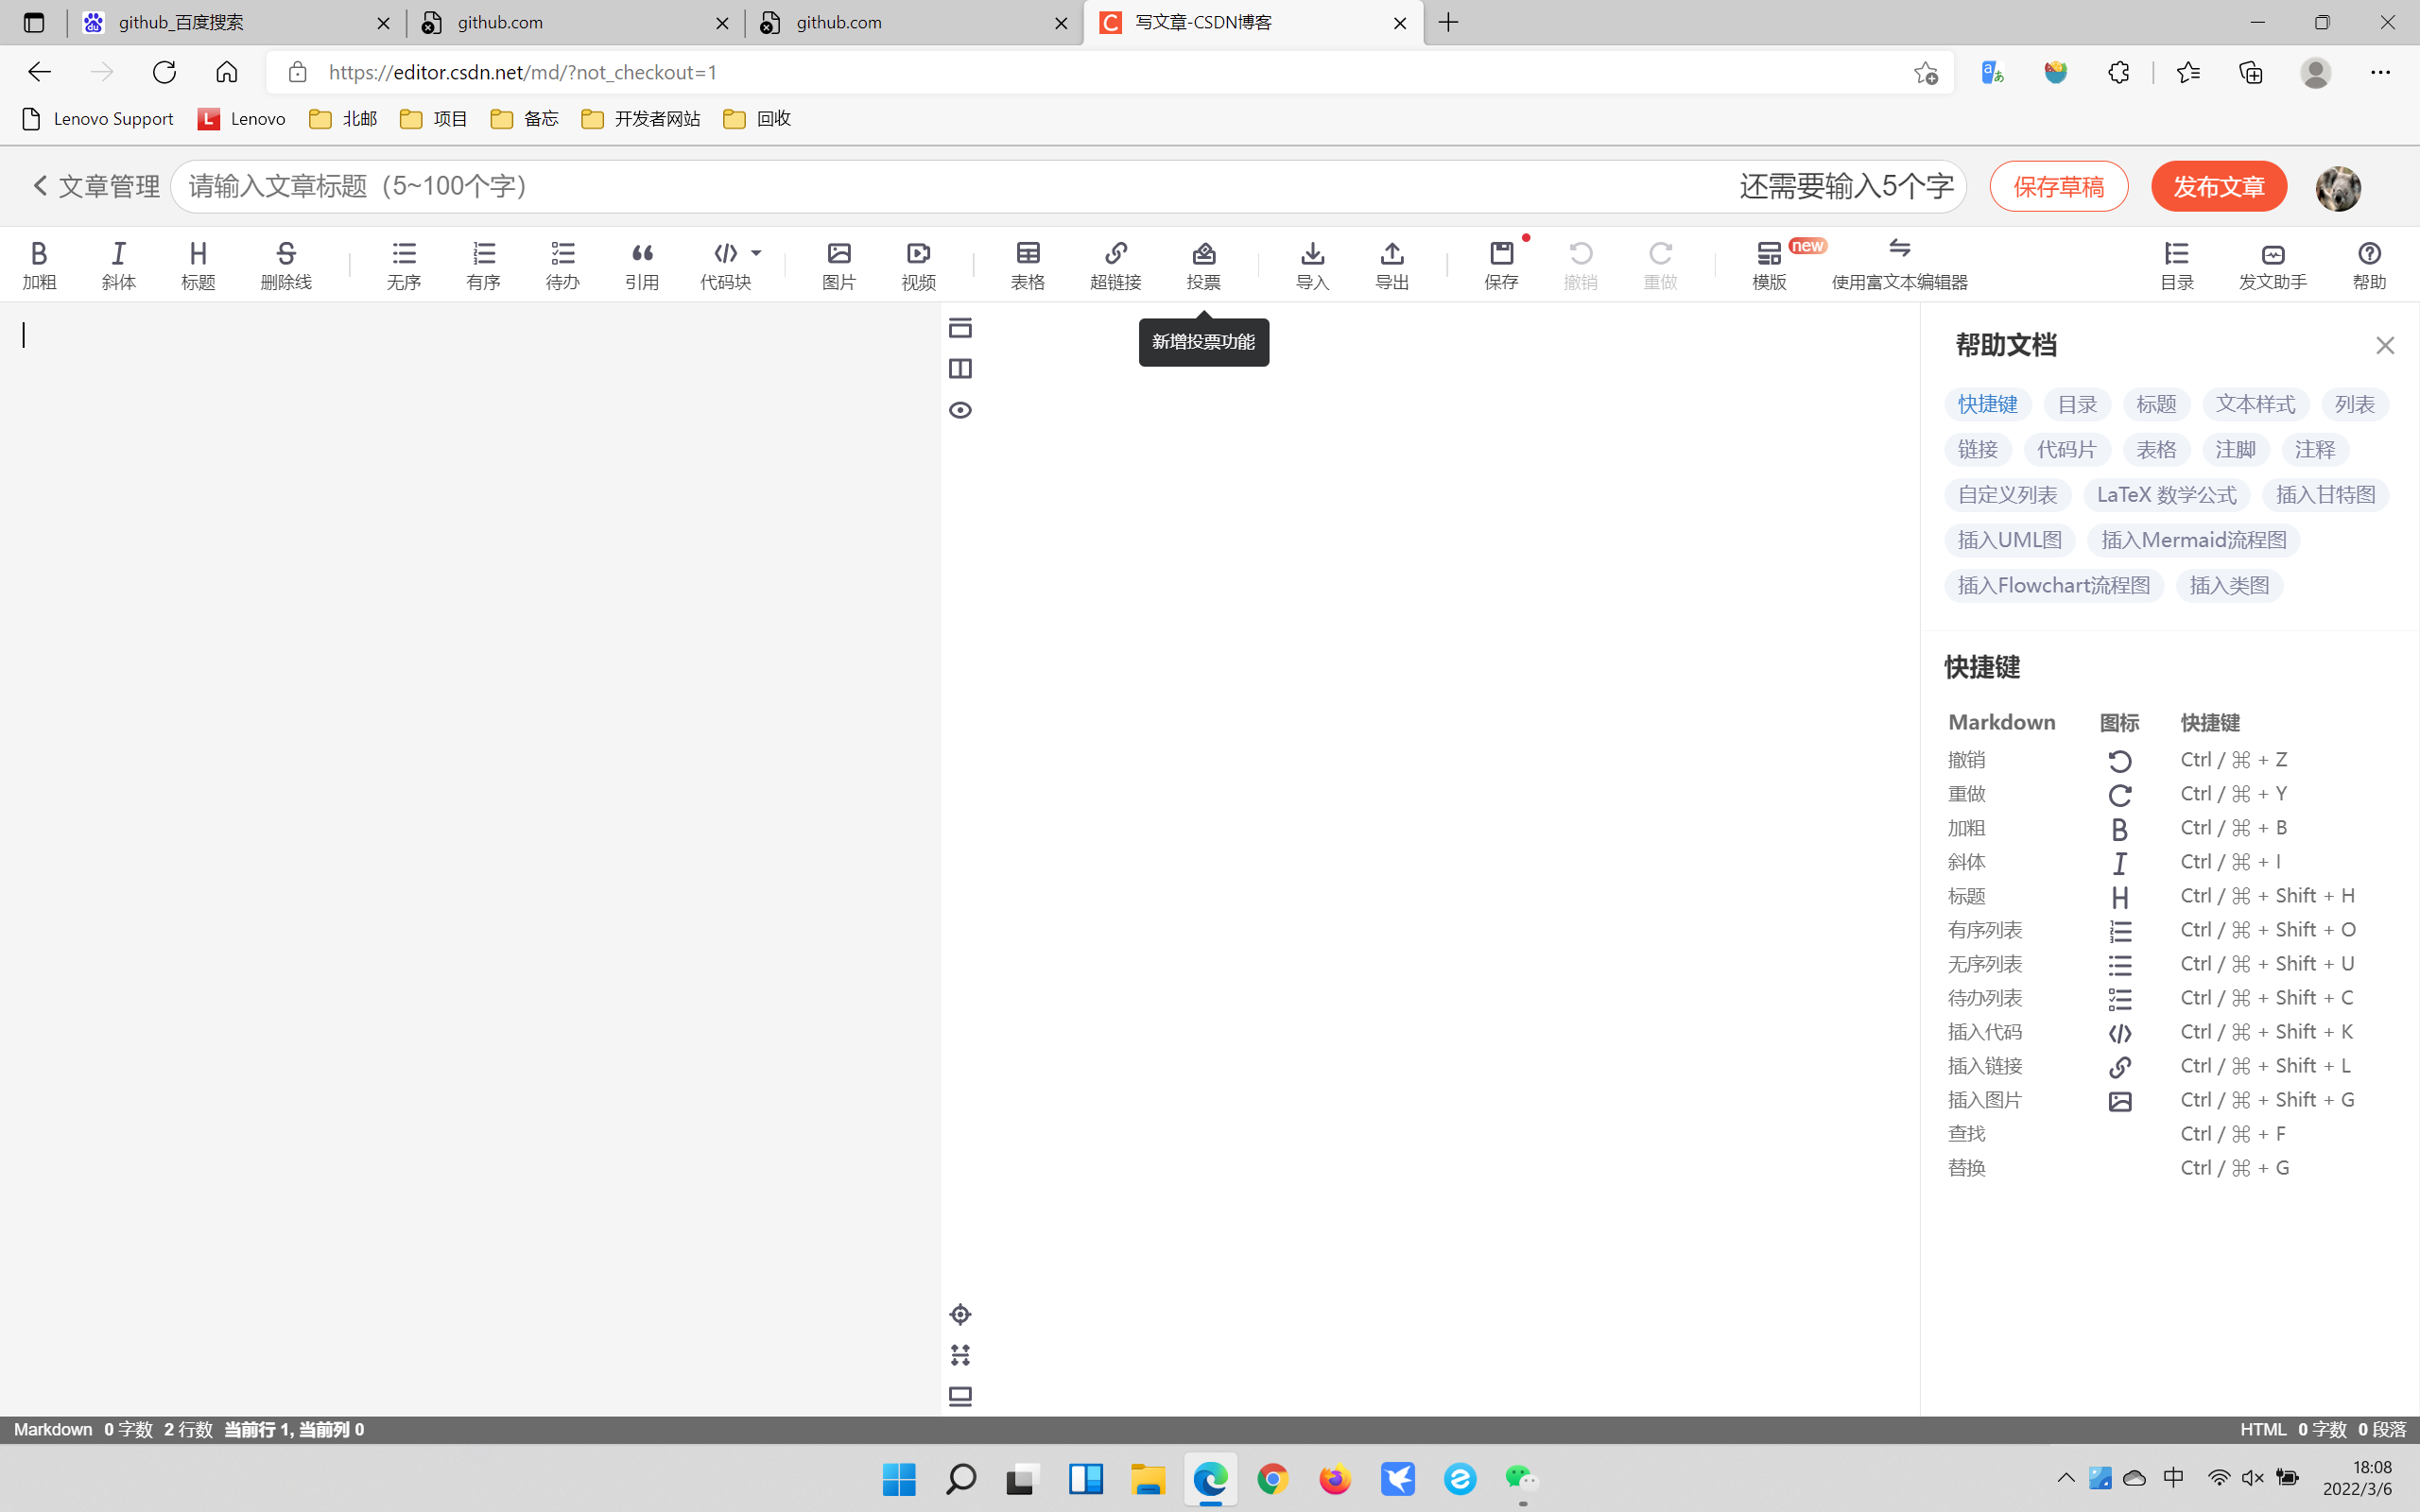 github_百度搜索
github.com
github.com
写文章-CSDN博客
https://editor.csdn.net/md/?not_checkout=1
Lenovo Support
Lenovo
北邮
项目
备忘
开发者网站
回收
文章管理
请输入文章标题（5~100个字）
还需要输入5个字
保存草稿
发布文章
加粗
斜体
标题
删除线
无序
有序
待办
引用
代码块
图片
视频
表格
超链接
投票
导入
导出
保存
撤销
重做
模版
new
使用富文本编辑器
目录
发文助手
帮助
新增投票功能
帮助文档
快捷键 目录 标题 文本样式 列表
链接 代码片 表格 注脚 注释
自定义列表 LaTeX 数学公式 插入甘特图
插入UML图 插入Mermaid流程图
插入Flowchart流程图 插入类图
快捷键
Markdown 图标 快捷键
撤销 Ctrl / ⌘ + Z
重做 Ctrl / ⌘ + Y
加粗 Ctrl / ⌘ + B
斜体 Ctrl / ⌘ + I
标题 Ctrl / ⌘ + Shift + H
有序列表 Ctrl / ⌘ + Shift + O
无序列表 Ctrl / ⌘ + Shift + U
待办列表 Ctrl / ⌘ + Shift + C
插入代码 Ctrl / ⌘ + Shift + K
插入链接 Ctrl / ⌘ + Shift + L
插入图片 Ctrl / ⌘ + Shift + G
查找 Ctrl / ⌘ + F
替换 Ctrl / ⌘ + G
Markdown 0 字数 2 行数 当前行 1, 当前列 0
HTML 0 字数 0 段落
中
18:08
2022/3/6